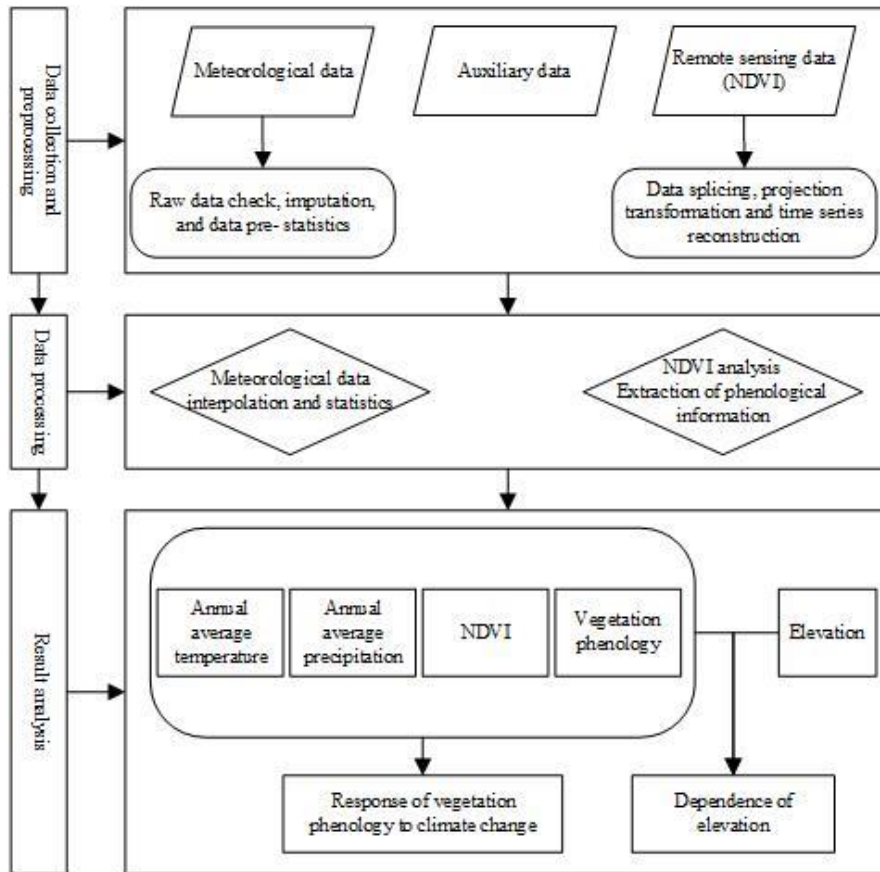 Data collection and
preprocessing
Meteorological data
Auxiliary data
Remote sensing data
(NDVI)
Raw data check, imputation,
and data pre- statistics
Data splicing, projection
transformation and time series
reconstruction
Data processing
Meteorological data
interpolation and statistics
NDVI analysis
Extraction of phenological
information
Result analysis
Annual
average
temperature
Annual
average
precipitation
NDVI
Vegetation
phenology
Elevation
Response of vegetation
phenology to climate change
Dependence of
elevation